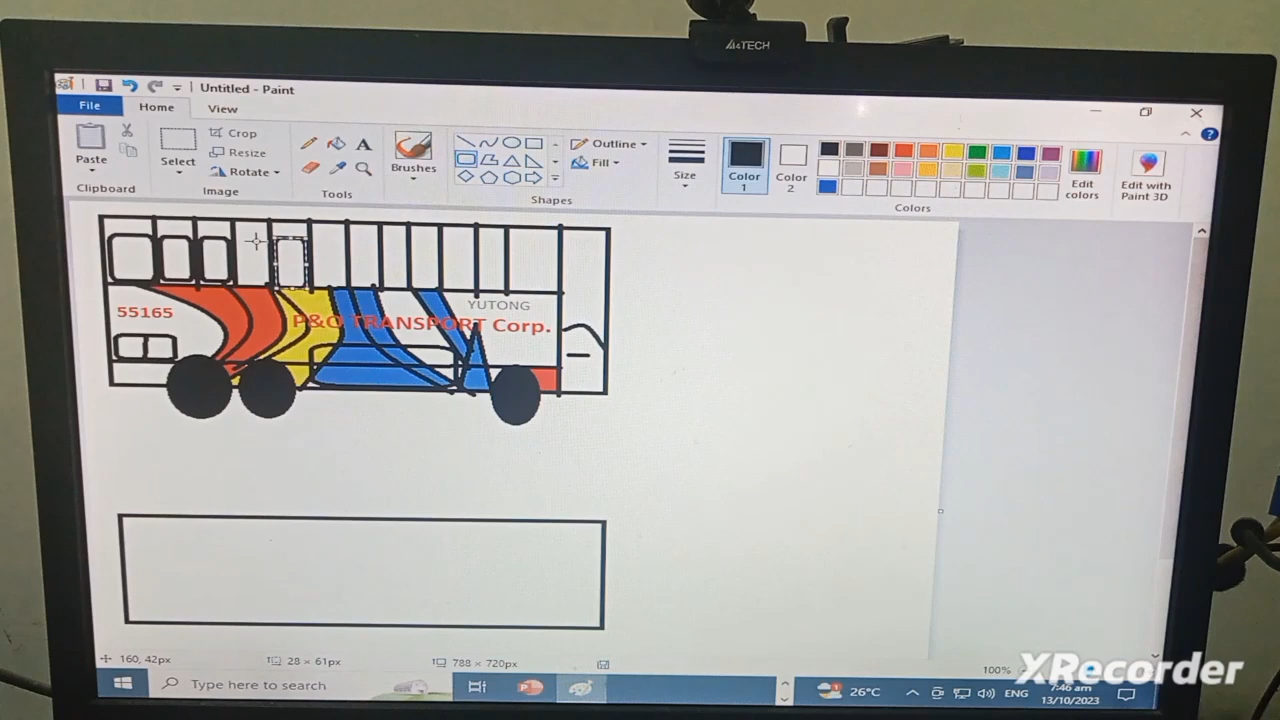 A4TECH
Untitled - Paint
File
Home
View
Paste
Clipboard
Select
Crop
Resize
Rotate
Image
A
Tools
Brushes
Outline
Fill
Shapes
Size
Color
1
Color
2
Edit
colors
Colors
Edit with
Paint 3D
?
55165
YUTONG
P&O TRANSPORT Corp.
160, 42px
28 × 61px
788 × 720px
100%
Type here to search
26°C
ENG
7:46 am
13/10/2023
XRecorder